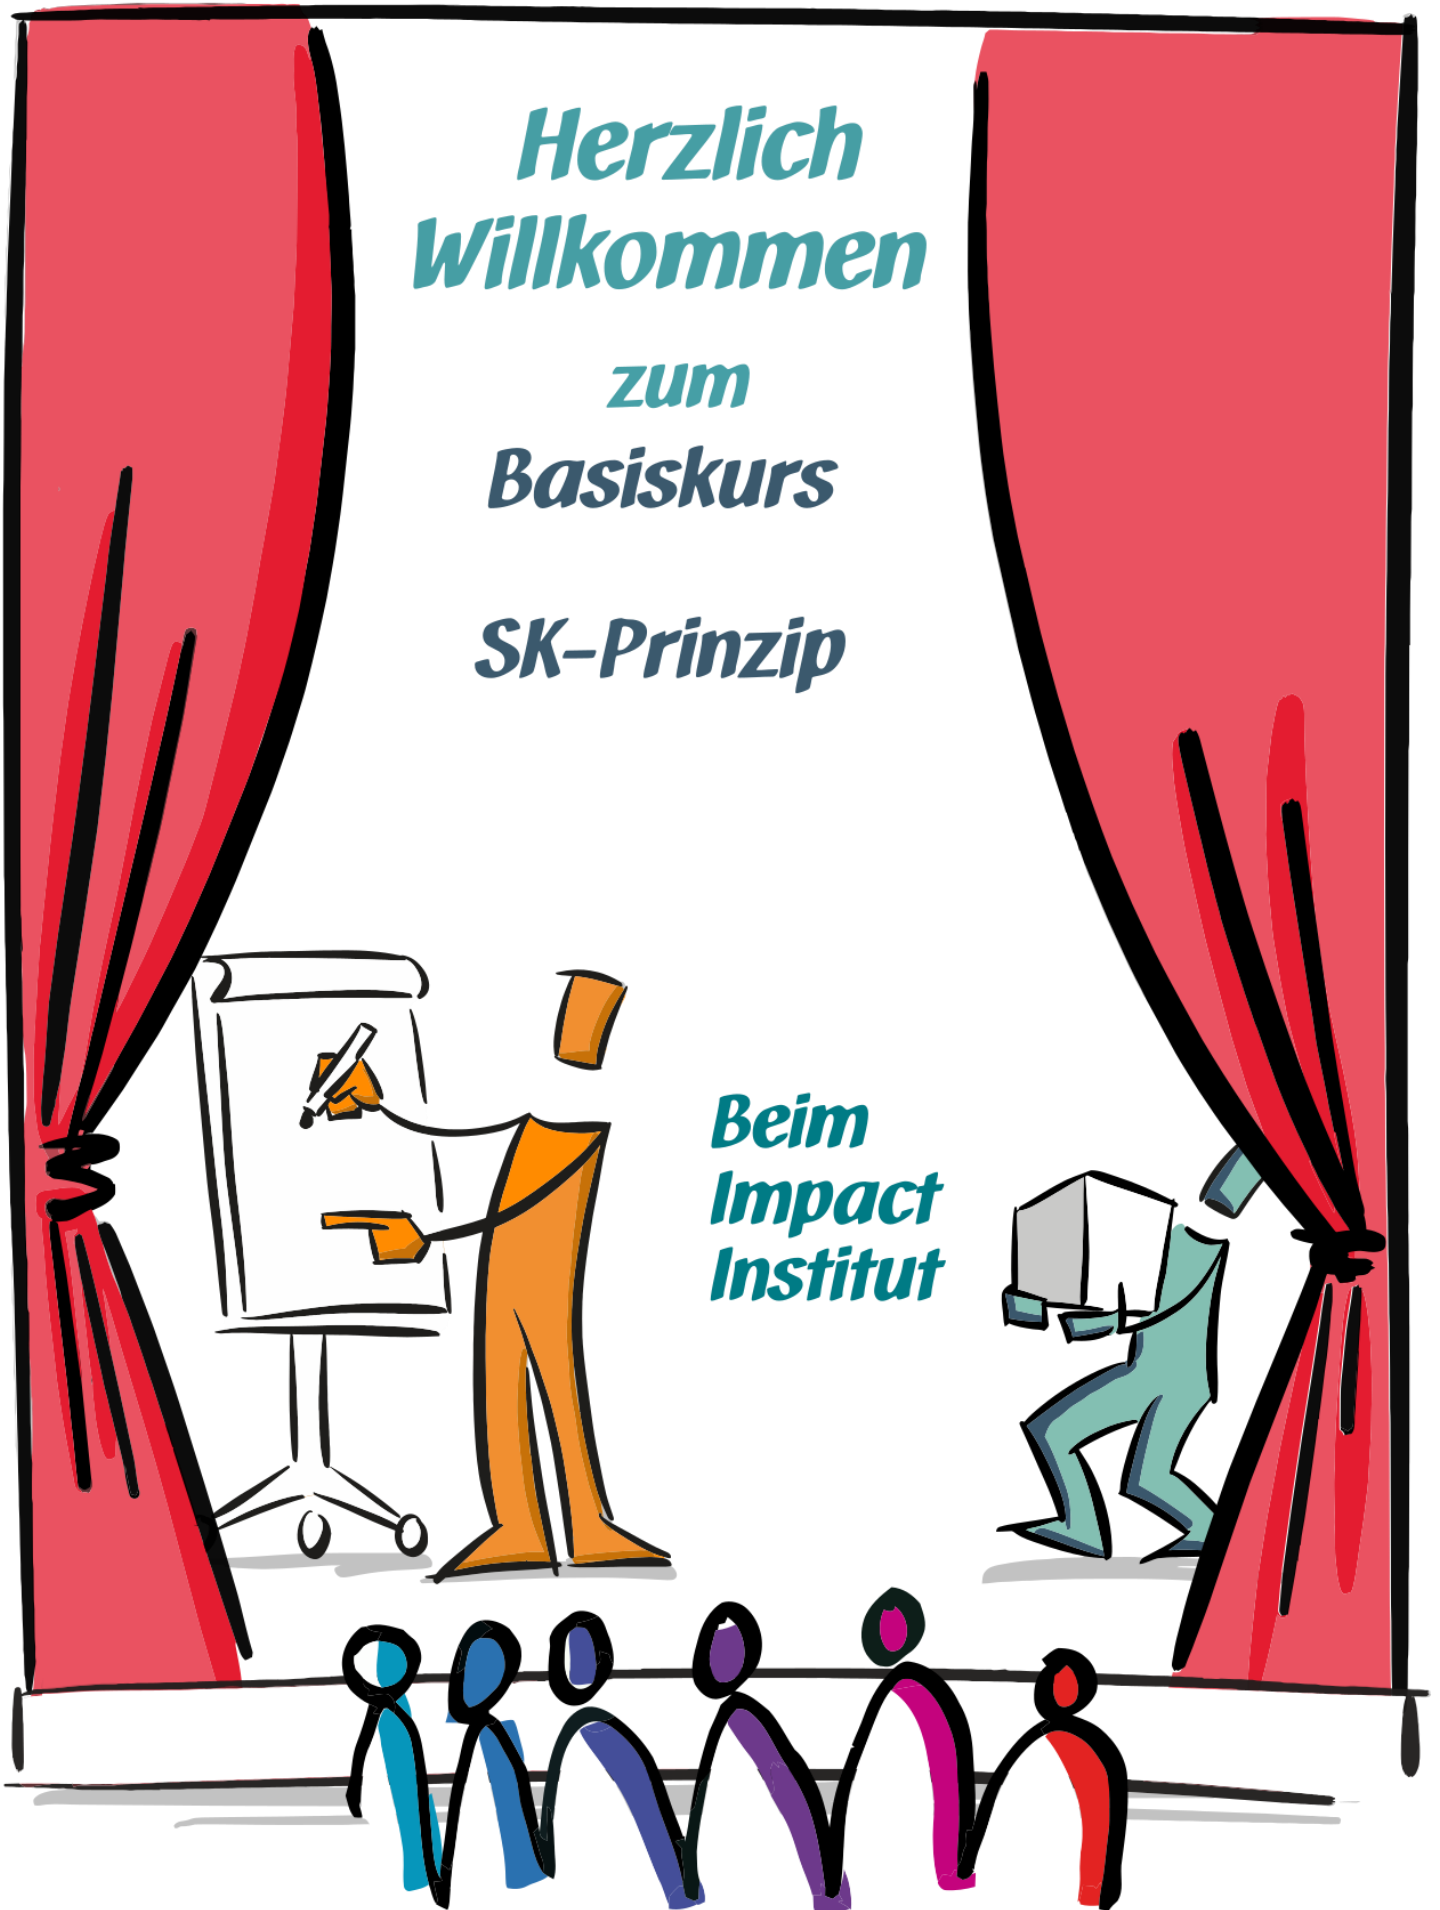 Herzlich
Willkommen
zum
Basiskurs
SK-Prinzip
Beim
Impact
Institut